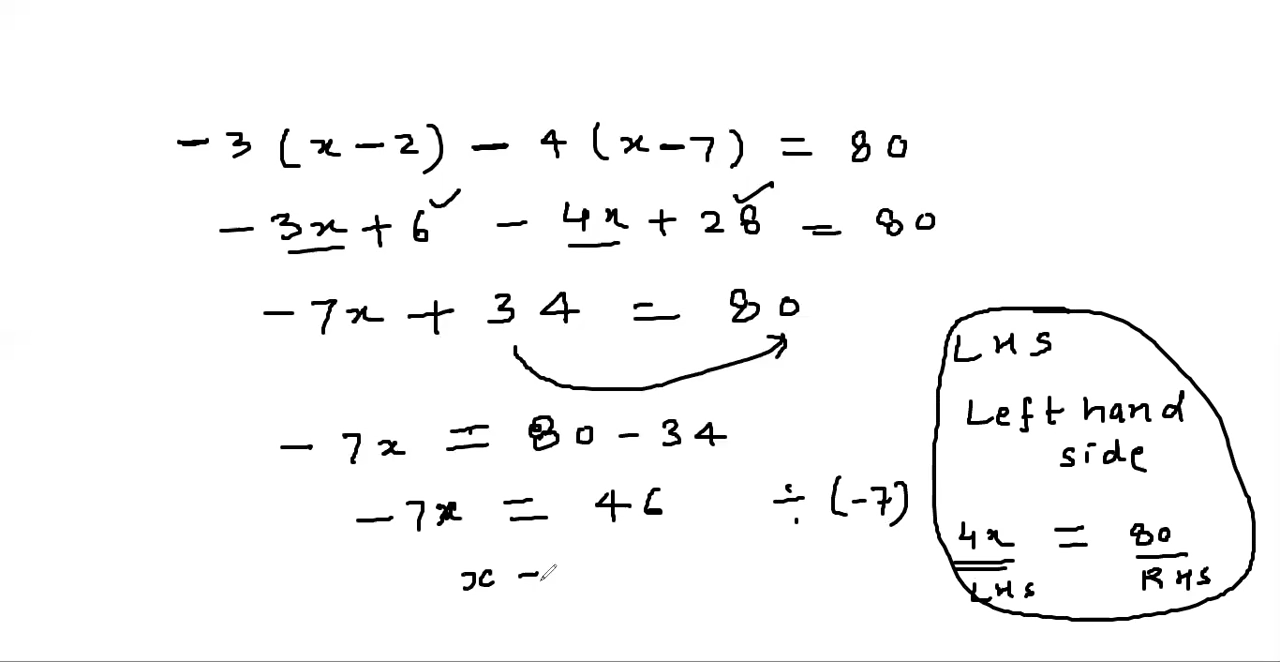 -3(x-2) - 4(x-7) = 80
-3x+6 - 4x+28 = 80
-7x+34 = 80
-7x = 80-34
-7x = 46 ÷(-7)
x -
LHS
Left hand
side
4x = 80
LHS RHS